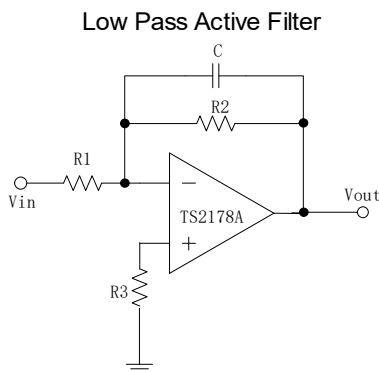 Low Pass Active Filter
C
R2
R1
Vin
TS2178A
Vout
R3